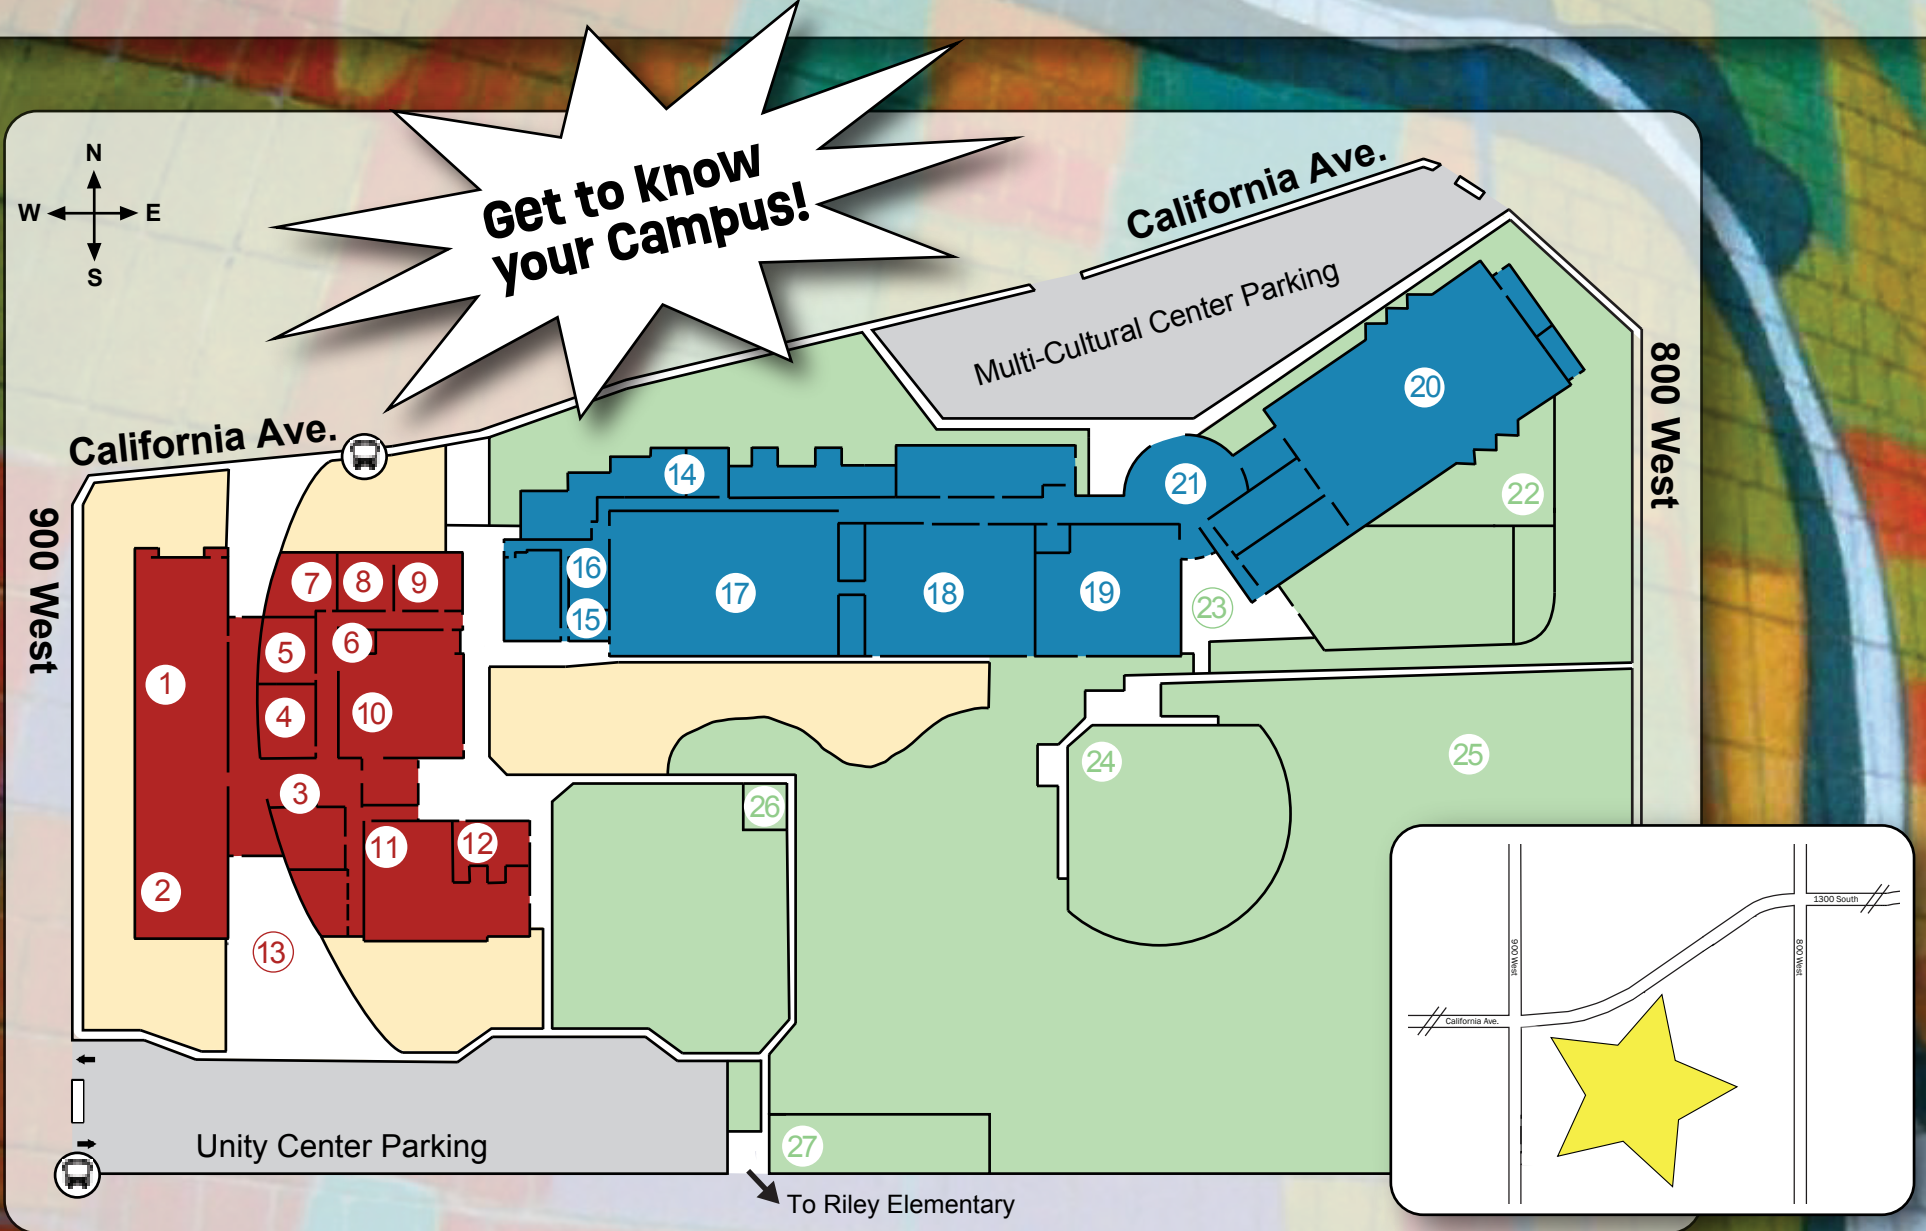 Get to know
your Campus!
N
W E
S
California Ave.
Multi-Cultural Center Parking
800 West
California Ave.
900 West
20
14
21
22
16
7 8 9
17
18
19
23
15
6
5
1
4
10
24
25
3
26
11
12
2
13
Unity Center Parking
27
To Riley Elementary
1300 South
900 West
800 West
California Ave.